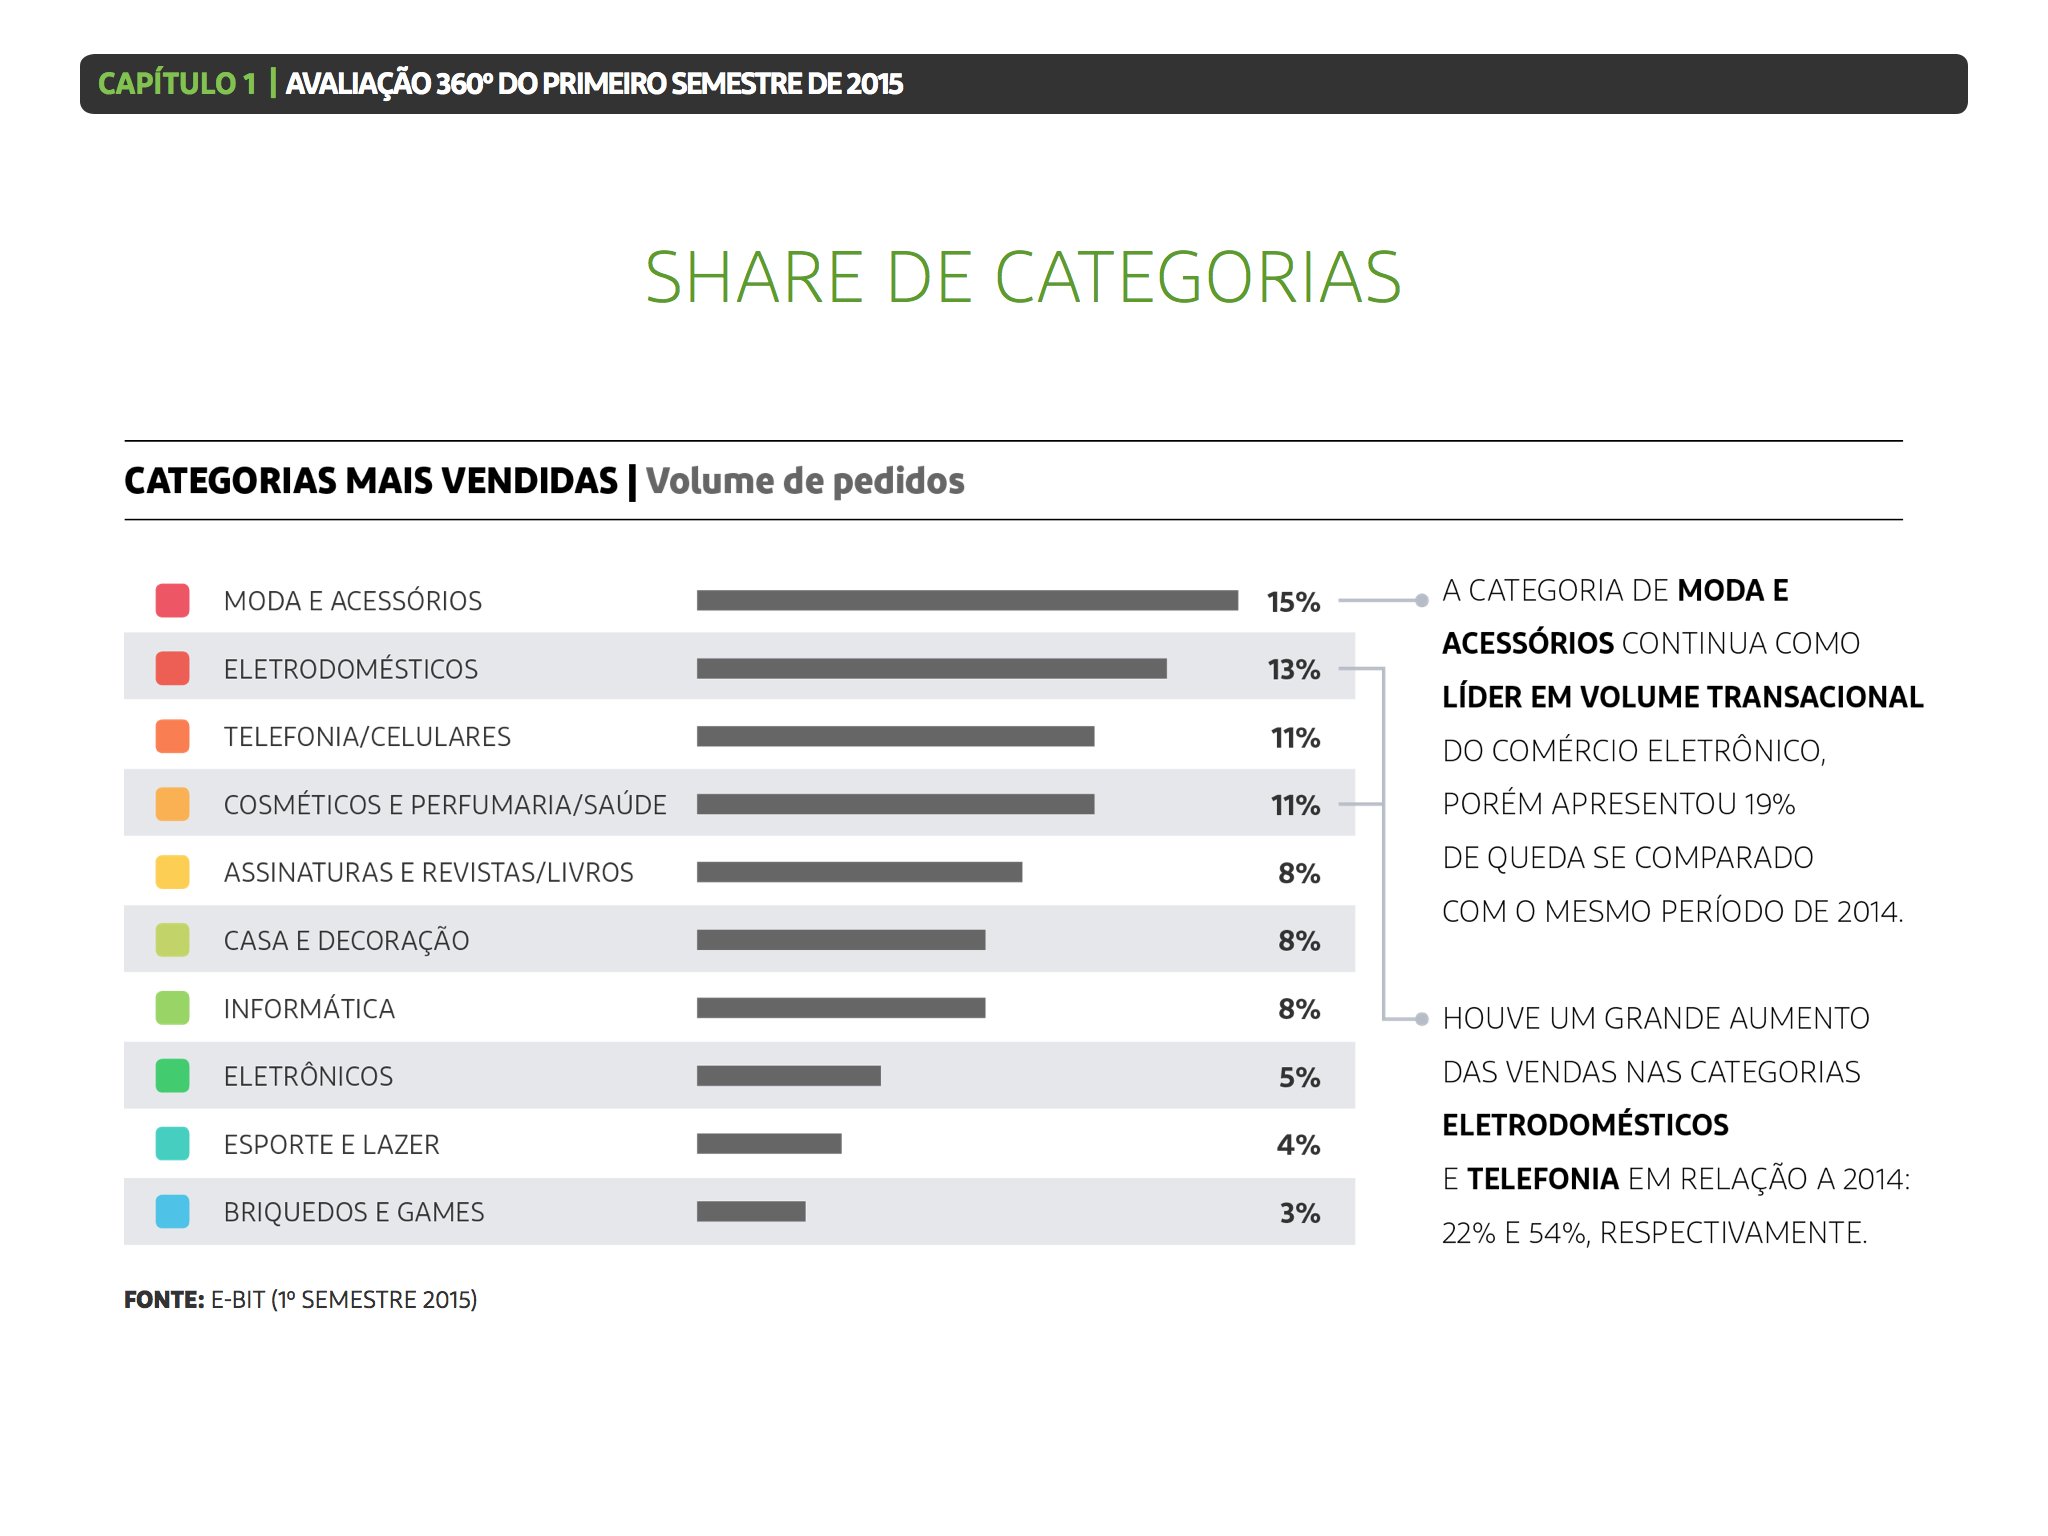 CAPÍTULO 1 | AVALIAÇÃO 360º DO PRIMEIRO SEMESTRE DE 2015
SHARE DE CATEGORIAS
CATEGORIAS MAIS VENDIDAS | Volume de pedidos
MODA E ACESSÓRIOS 15%
ELETRODOMÉSTICOS 13%
TELEFONIA/CELULARES 11%
COSMÉTICOS E PERFUMARIA/SAÚDE 11%
ASSINATURAS E REVISTAS/LIVROS 8%
CASA E DECORAÇÃO 8%
INFORMÁTICA 8%
ELETRÔNICOS 5%
ESPORTE E LAZER 4%
BRIQUEDOS E GAMES 3%
A CATEGORIA DE MODA E
ACESSÓRIOS CONTINUA COMO
LÍDER EM VOLUME TRANSACIONAL
DO COMÉRCIO ELETRÔNICO,
PORÉM APRESENTOU 19%
DE QUEDA SE COMPARADO
COM O MESMO PERÍODO DE 2014.
HOUVE UM GRANDE AUMENTO
DAS VENDAS NAS CATEGORIAS
ELETRODOMÉSTICOS
E TELEFONIA EM RELAÇÃO A 2014:
22% E 54%, RESPECTIVAMENTE.
FONTE: E-BIT (1º SEMESTRE 2015)